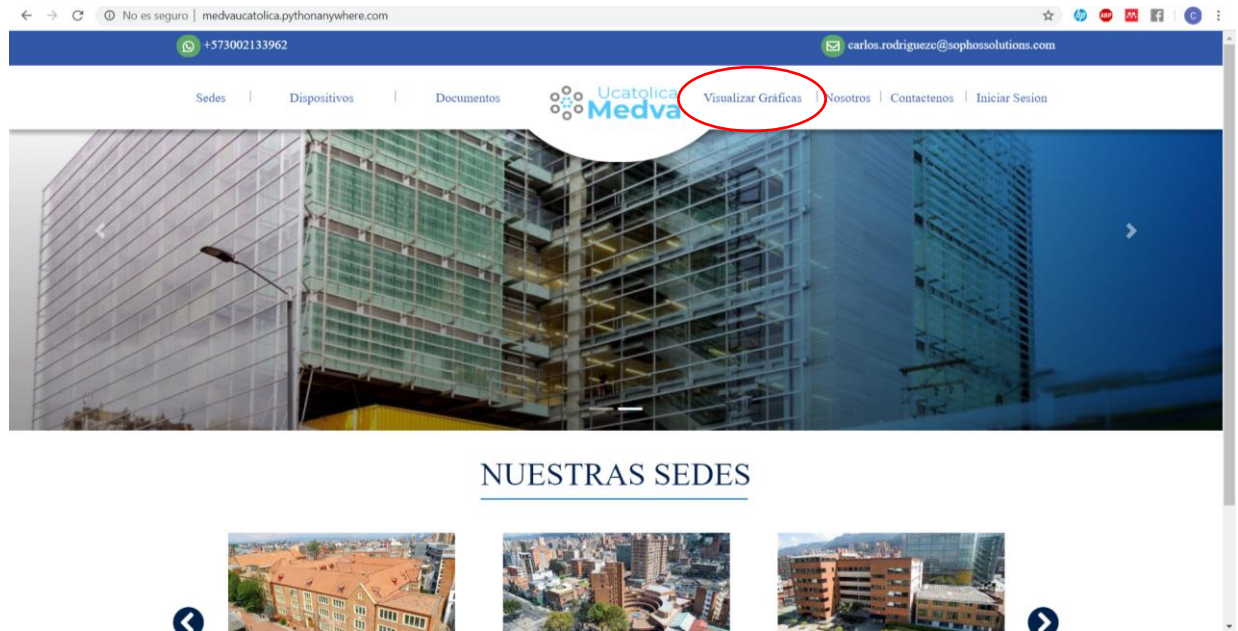 No es seguro | medvaucatolica.pythonanywhere.com
ABP
C
+573002133962
carlos.rodriguezc@sophossolutions.com
Sedes | Dispositivos | Documentos
Ucatolica
Medva
Visualizar Gráficas | Nosotros | Contactenos | Iniciar Sesion
NUESTRAS SEDES